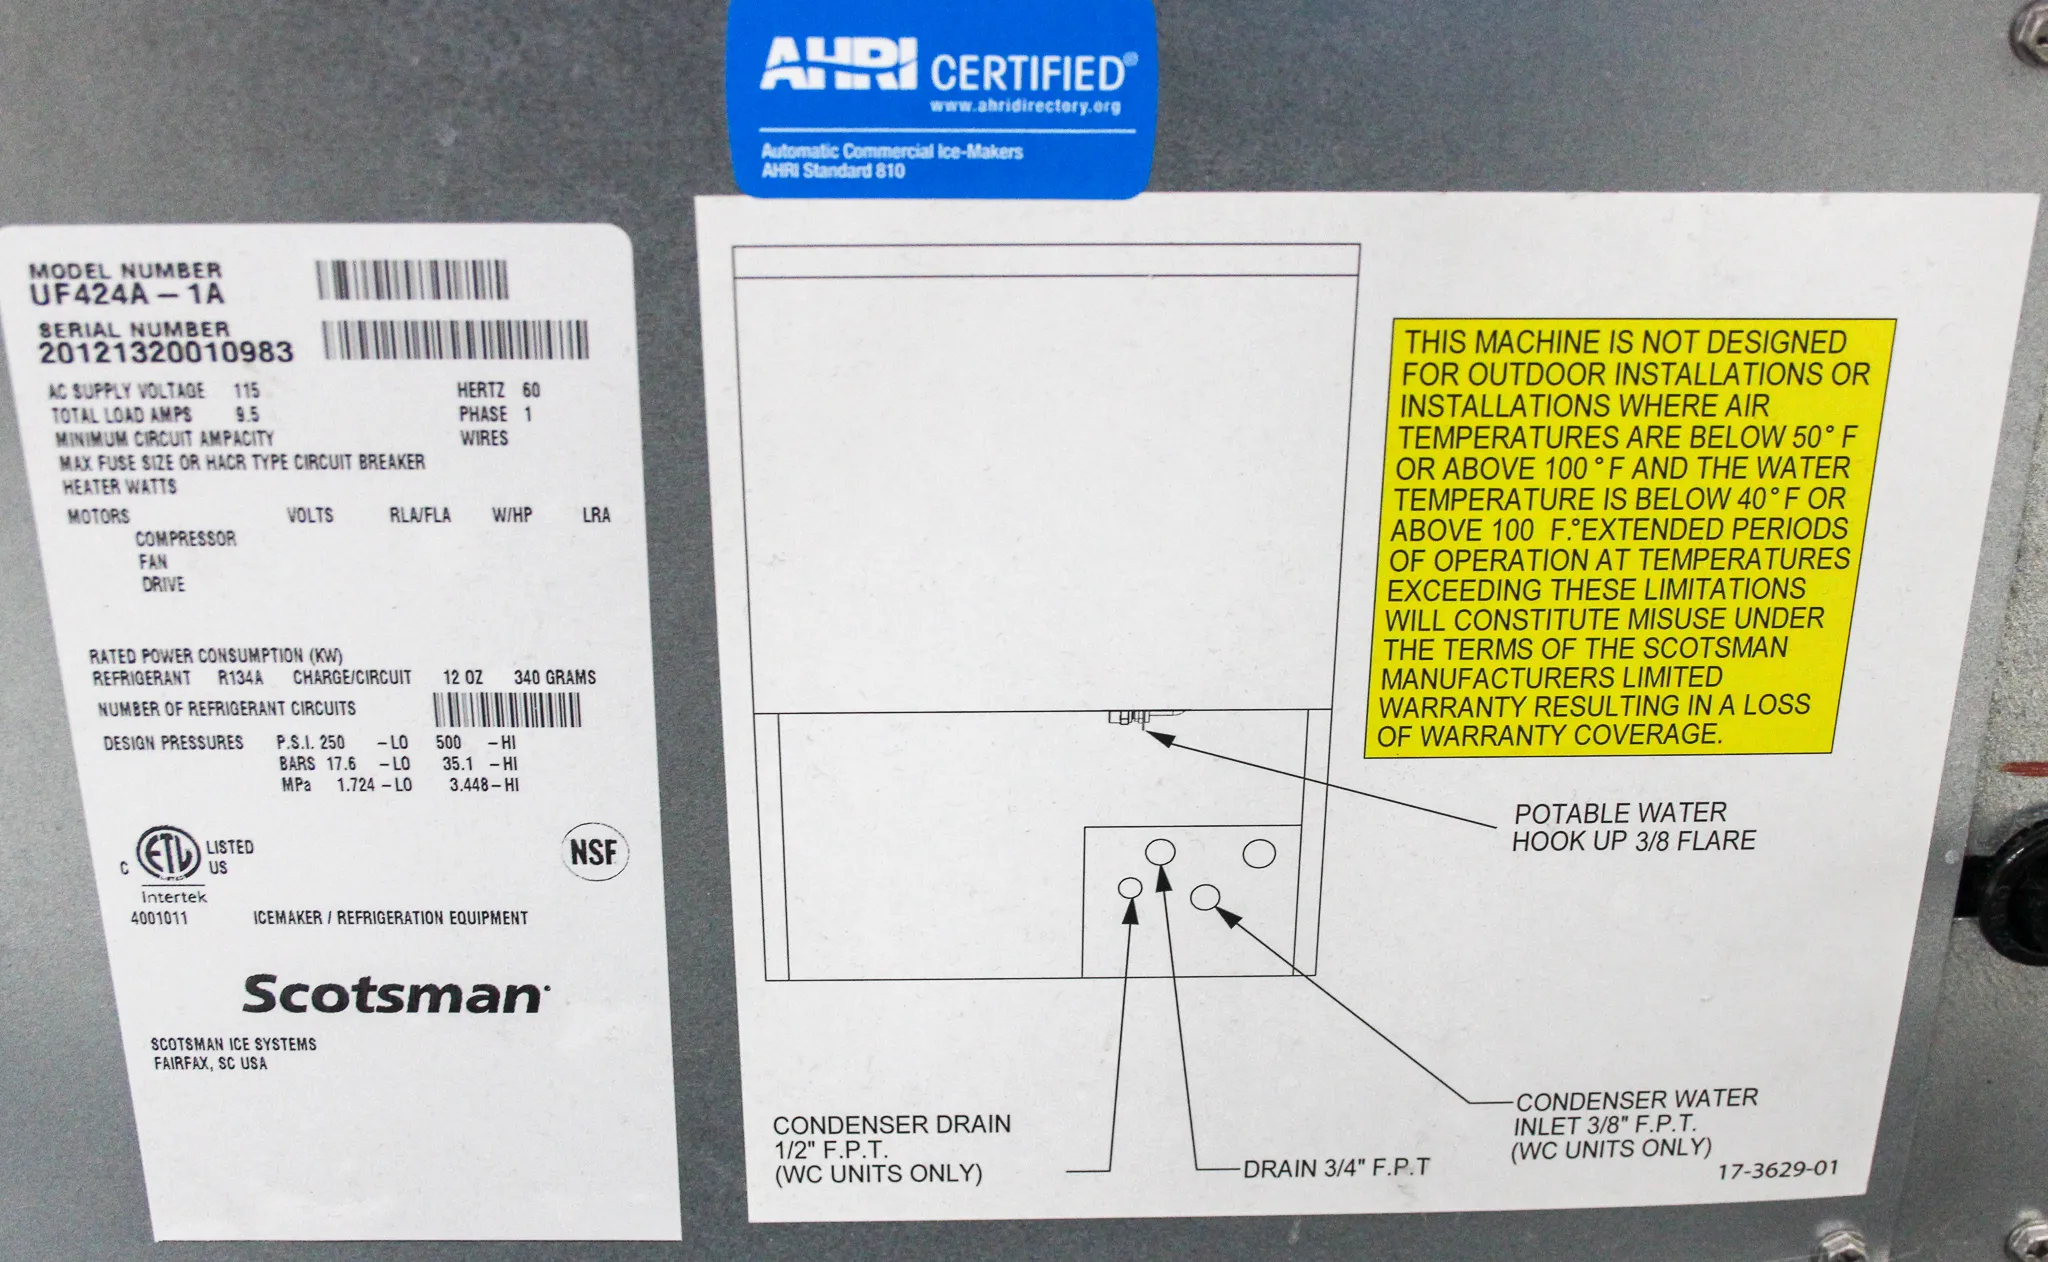 AHRI CERTIFIED®
www.ahridirectory.org
Automatic Commercial Ice-Makers
AHRI Standard 810
MODEL NUMBER
UF424A-1A
SERIAL NUMBER
20121320010983
AC SUPPLY VOLTAGE 115 HERTZ 60
TOTAL LOAD AMPS 9.5 PHASE 1
MINIMUM CIRCUIT AMPACITY WIRES
MAX FUSE SIZE OR HACR TYPE CIRCUIT BREAKER
HEATER WATTS
MOTORS VOLTS RLA/FLA W/HP LRA
COMPRESSOR
FAN
DRIVE
RATED POWER CONSUMPTION (KW)
REFRIGERANT R134A CHARGE/CIRCUIT 12 OZ 340 GRAMS
NUMBER OF REFRIGERANT CIRCUITS
DESIGN PRESSURES P.S.I. 250 -LO 500 -HI
BARS 17.6 -LO 35.1 -HI
MPa 1.724 -LO 3.448-HI
C ETL LISTED
US
Intertek
4001011
NSF
ICEMAKER / REFRIGERATION EQUIPMENT
Scotsman
SCOTSMAN ICE SYSTEMS
FAIRFAX, SC USA
THIS MACHINE IS NOT DESIGNED
FOR OUTDOOR INSTALLATIONS OR
INSTALLATIONS WHERE AIR
TEMPERATURES ARE BELOW 50° F
OR ABOVE 100° F AND THE WATER
TEMPERATURE IS BELOW 40° F OR
ABOVE 100 F.°EXTENDED PERIODS
OF OPERATION AT TEMPERATURES
EXCEEDING THESE LIMITATIONS
WILL CONSTITUTE MISUSE UNDER
THE TERMS OF THE SCOTSMAN
MANUFACTURERS LIMITED
WARRANTY RESULTING IN A LOSS
OF WARRANTY COVERAGE.
POTABLE WATER
HOOK UP 3/8 FLARE
CONDENSER DRAIN
1/2" F.P.T.
(WC UNITS ONLY)
DRAIN 3/4" F.P.T
CONDENSER WATER
INLET 3/8" F.P.T.
(WC UNITS ONLY)
17-3629-01